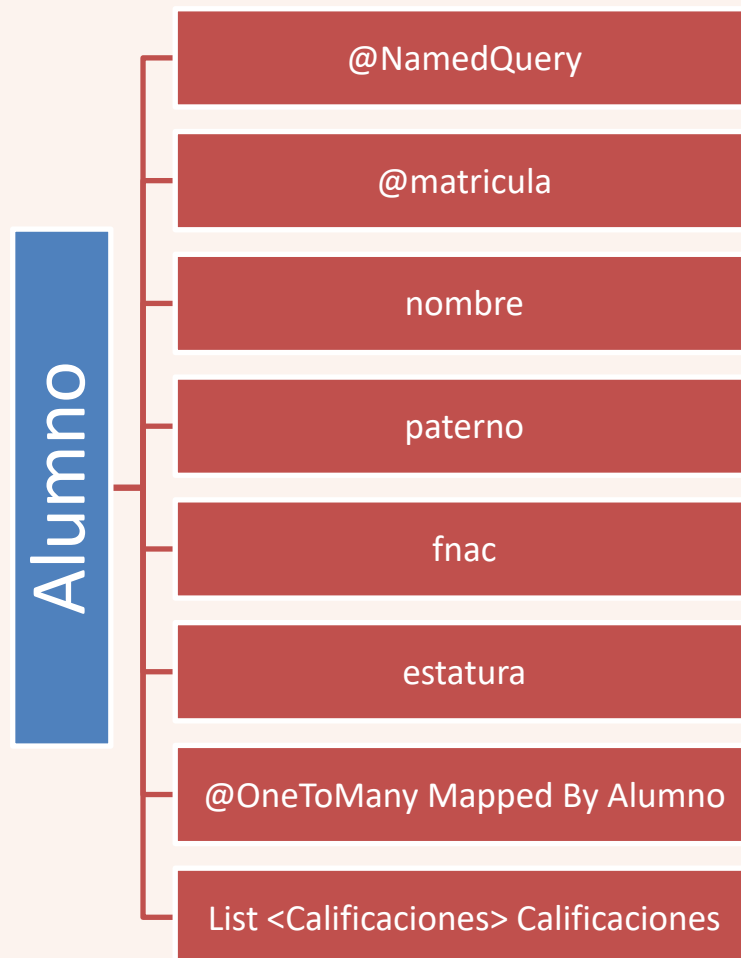 Alumno
@NamedQuery
@matricula
nombre
paterno
fnac
estatura
@OneToMany Mapped By Alumno
List <Calificaciones> Calificaciones